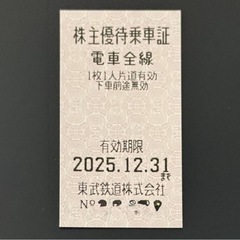 株主優待乗車証
電車全線
1枚1人片道有効
下車前途無効
有効期限
2025.12.31まで
東武鉄道株式会社
No